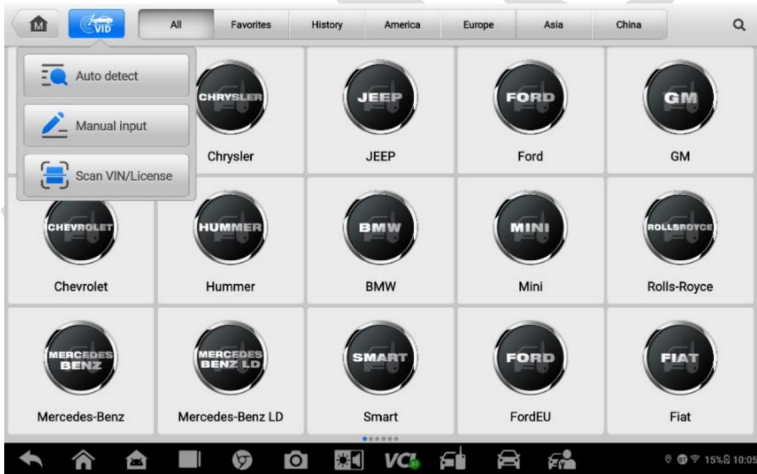 M
VID
All
Favorites
History
America
Europe
Asia
China
Auto detect
Manual input
Scan VIN/License
CHRYSLER
JEEP
FORD
GM
Chrysler
JEEP
Ford
GM
CHEVROLET
HUMMER
BMW
MINI
ROLLSROYCE
Chevrolet
Hummer
BMW
Mini
Rolls-Royce
MERCEDES
BENZ
MERCEDES
BENZ LD
SMART
FORD
FIAT
Mercedes-Benz
Mercedes-Benz LD
Smart
FordEU
Fiat
VCI
15%
10:05